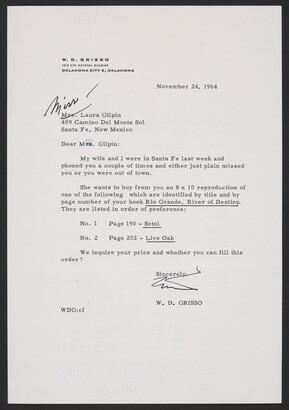 W. D. GRISSO
1510 CITY NATIONAL BUILDING
OKLAHOMA CITY 2, OKLAHOMA
November 24, 1964
Miss!
Mrs. Laura Gilpin
409 Camino Del Monte Sol
Santa Fe, New Mexico
Dear Mrs. Gilpin:
My wife and I were in Santa Fe last week and
phoned you a couple of times and either just plain missed
you or you were out of town.
She wants to buy from you an 8 x 10 reproduction of
one of the following which are identified by title and by
page number of your book Rio Grande, River of Destiny.
They are listed in order of preference:
No. 1 Page 190 - Sotol
No. 2 Page 202 - Live Oak
We inquire your price and whether you can fill this
order?
Sincerely,
W. D. GRISSO
WDG:cf